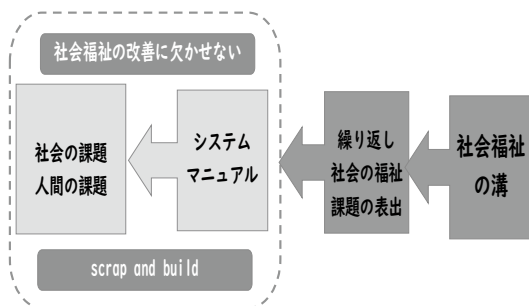 社会福祉の改善に欠かせない
社会の課題
人間の課題
システム
マニュアル
繰り返し
社会の福祉
課題の表出
社会福祉
の溝
scrap and build